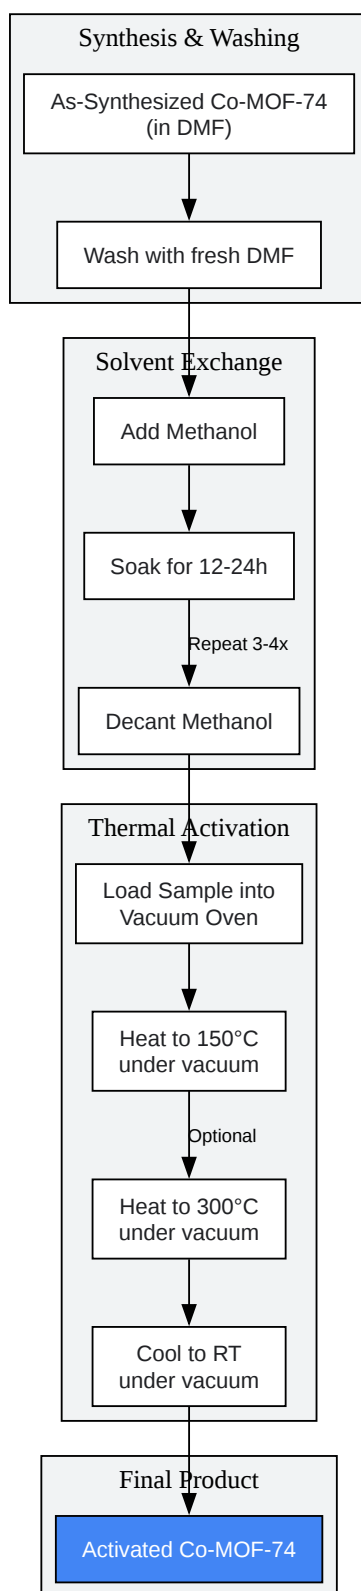 Synthesis & Washing
As-Synthesized Co-MOF-74
(in DMF)
Wash with fresh DMF
Solvent Exchange
Add Methanol
Soak for 12-24h
Repeat 3-4x
Decant Methanol
Thermal Activation
Load Sample into
Vacuum Oven
Heat to 150°C
under vacuum
Optional
Heat to 300°C
under vacuum
Cool to RT
under vacuum
Final Product
Activated Co-MOF-74